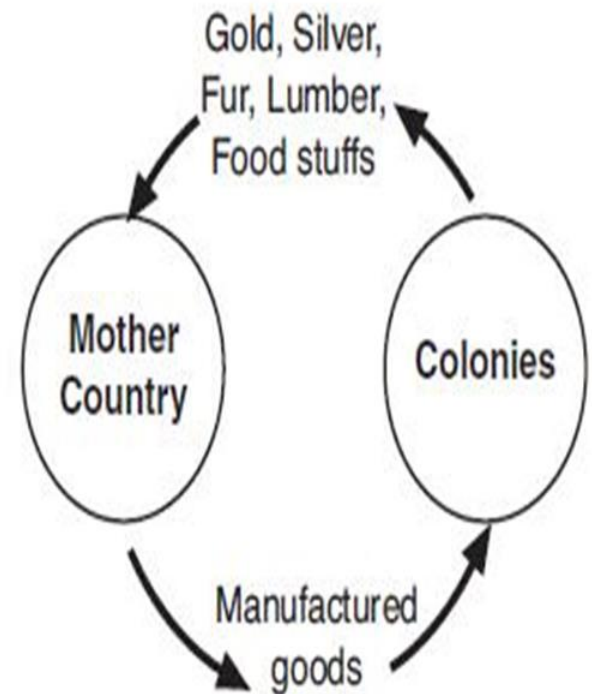 Gold, Silver,
Fur, Lumber,
Food stuffs
Mother
Country
Colonies
Manufactured
goods